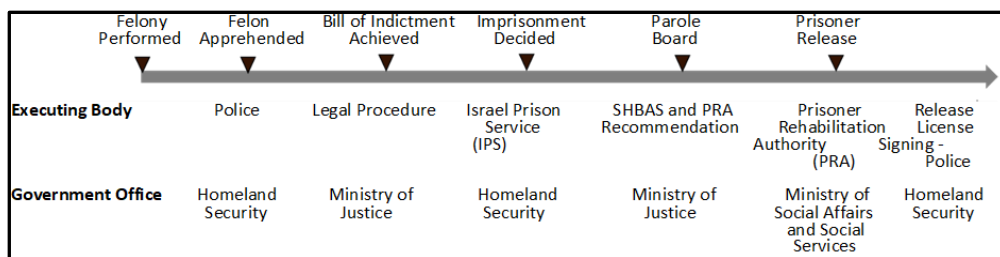 Felony Performed
Felon Apprehended
Bill of Indictment Achieved
Imprisonment Decided
Parole Board
Prisoner Release
Executing Body
Police
Legal Procedure
Israel Prison Service (IPS)
SHBAS and PRA Recommendation
Prisoner Rehabilitation Authority (PRA)
Release License Signing - Police
Government Office
Homeland Security
Ministry of Justice
Homeland Security
Ministry of Justice
Ministry of Social Affairs and Social Services
Homeland Security